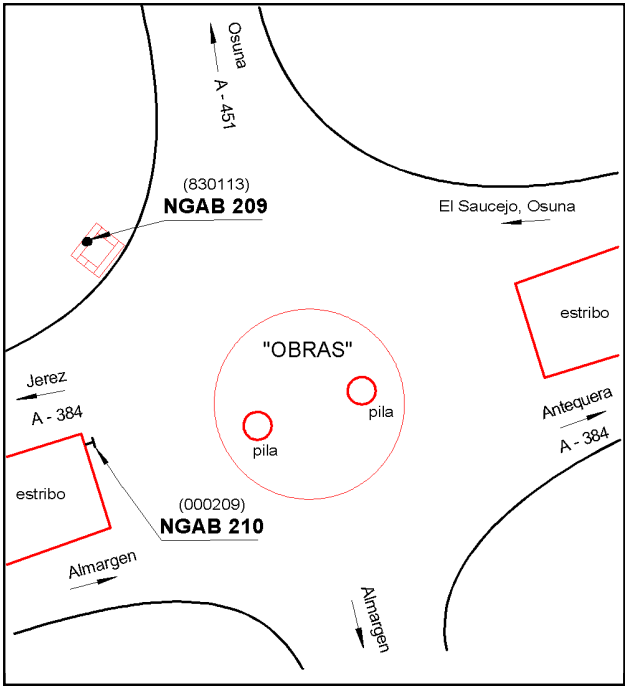 Osuna
A - 451
(830113)
NGAB 209
El Saucejo, Osuna
estribo
"OBRAS"
Jerez
A - 384
pila
pila
Antequera
A - 384
estribo
(000209)
NGAB 210
Almargen
Almargen